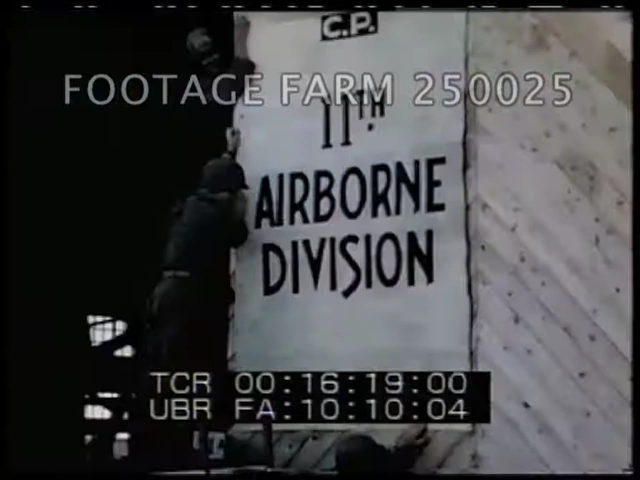 C.P.
FOOTAGE FARM 250025
11TH
AIRBORNE
DIVISION
TCR 00:16:19:00
UBR FA:10:10:04